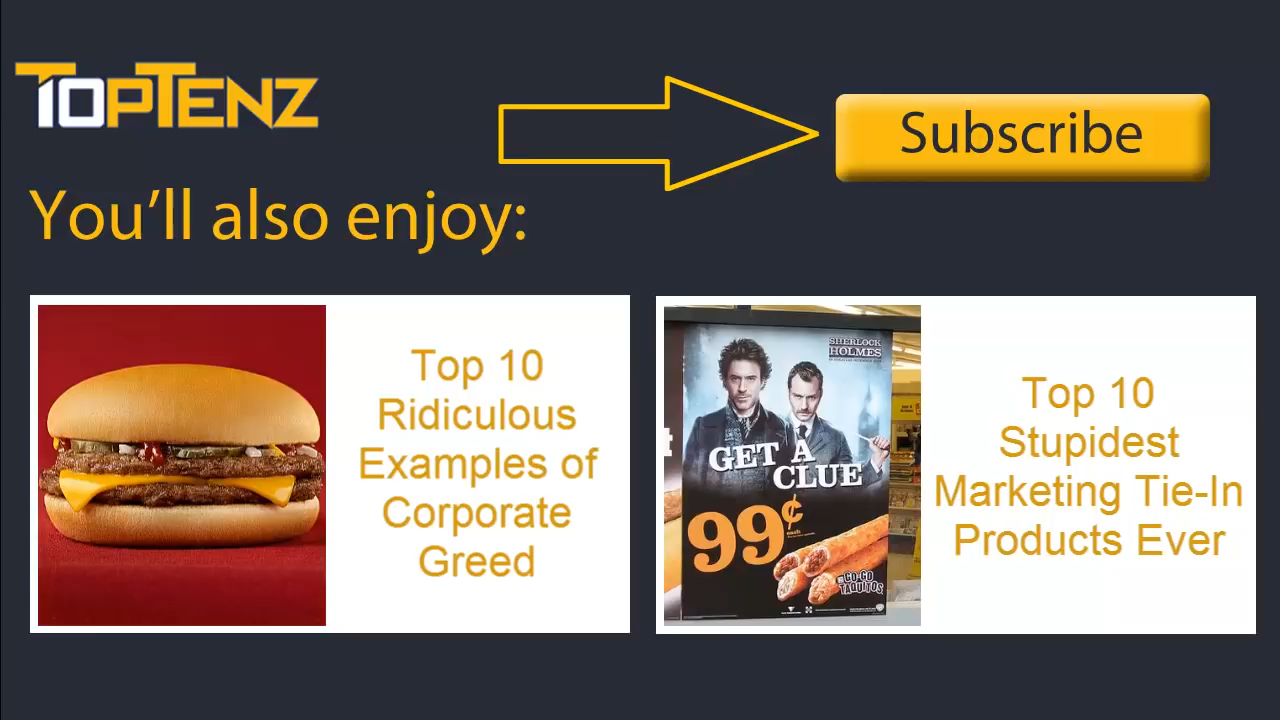 TOPTENZ
Subscribe
You'll also enjoy:
Top 10
Ridiculous
Examples of
Corporate
Greed
SHERLOCK
HOLMES
GET A
CLUE
99¢
GO-GO
TAQUITOS
Top 10
Stupidest
Marketing Tie-In
Products Ever